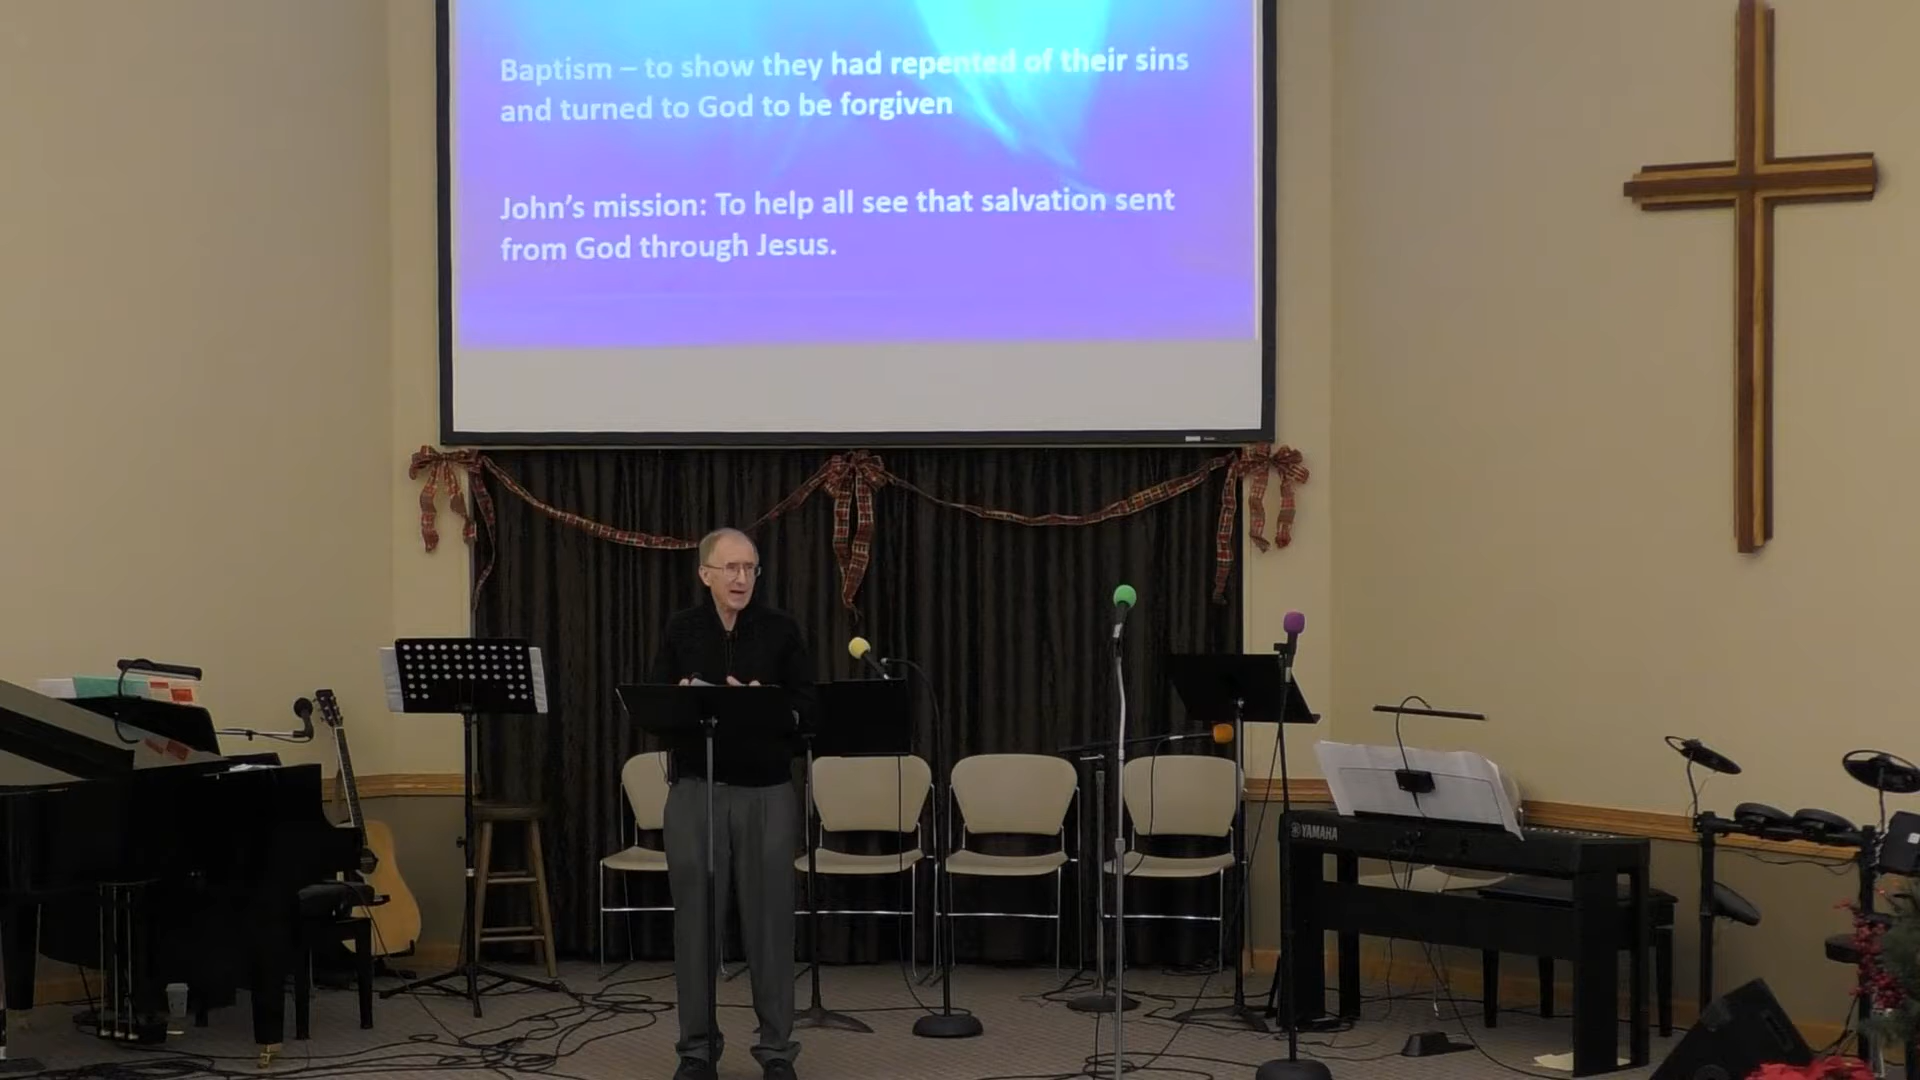 Baptism – to show they had repented of their sins
and turned to God to be forgiven
John's mission: To help all see that salvation sent
from God through Jesus.
YAMAHA